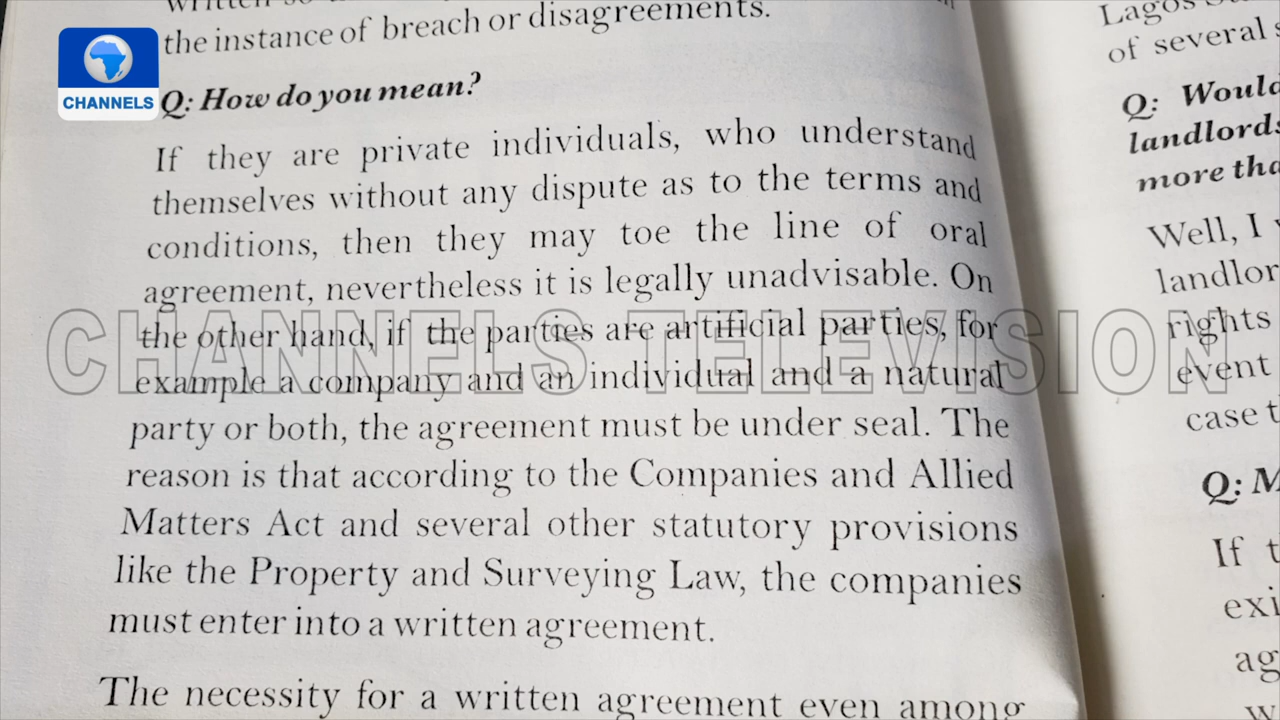 the instance of breach or disagreements.
CHANNELS
Q: How do you mean?
If they are private individuals, who understand
themselves without any dispute as to the terms and
conditions, then they may toe the line of oral
agreement, nevertheless it is legally unadvisable. On
the other hand, if the parties are artificial parties, for
example a company and an individual and a natural
party or both, the agreement must be under seal. The
reason is that according to the Companies and Allied
Matters Act and several other statutory provisions
like the Property and Surveying Law, the companies
must enter into a written agreement.
The necessity for a written agreement even among
CHANNELS TELEVISION
Lagos
of several
Q: Would
landlords
more
Well, I
landlor
rights
event
case
Q: M
If
exi
ag
w